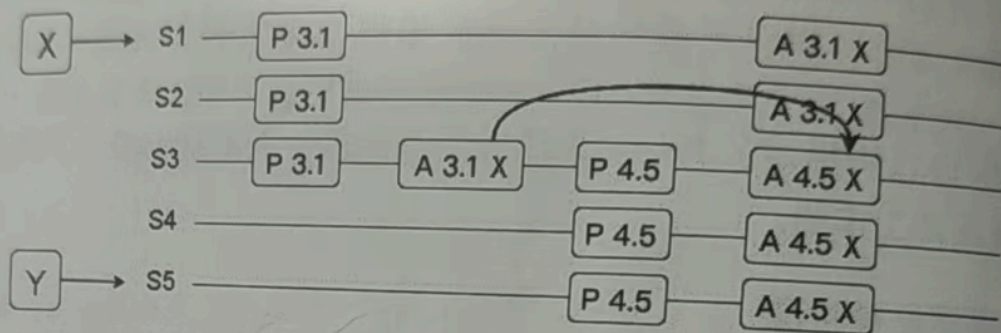 X S1 P 3.1 A 3.1 X
S2 P 3.1 A 3.1 X
S3 P 3.1 A 3.1 X P 4.5 A 4.5 X
S4 P 4.5 A 4.5 X
Y S5 P 4.5 A 4.5 X